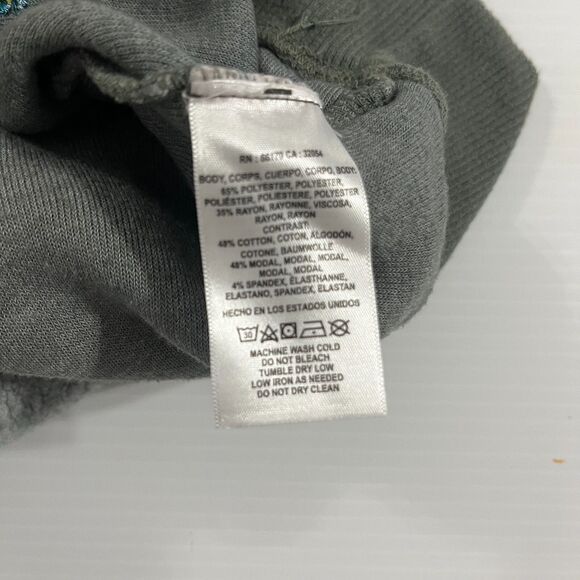 RN : 66770 CA : 32054
BODY, CORPS, CUERPO, CORPO, BODY:
65% POLYESTER, POLYESTER,
POLIÉSTER, POLIESTERE, POLYESTER
35% RAYON, RAYONNE, VISCOSA,
RAYON, RAYON
CONTRAST:
48% COTTON, COTON, ALGODÓN,
COTONE, BAUMWOLLE
48% MODAL, MODAL, MODAL,
MODAL, MODAL
4% SPANDEX, ÉLASTHANNE,
ELASTANO, SPANDEX, ELASTAN
HECHO EN LOS ESTADOS UNIDOS
30
MACHINE WASH COLD
DO NOT BLEACH
TUMBLE DRY LOW
LOW IRON AS NEEDED
DO NOT DRY CLEAN